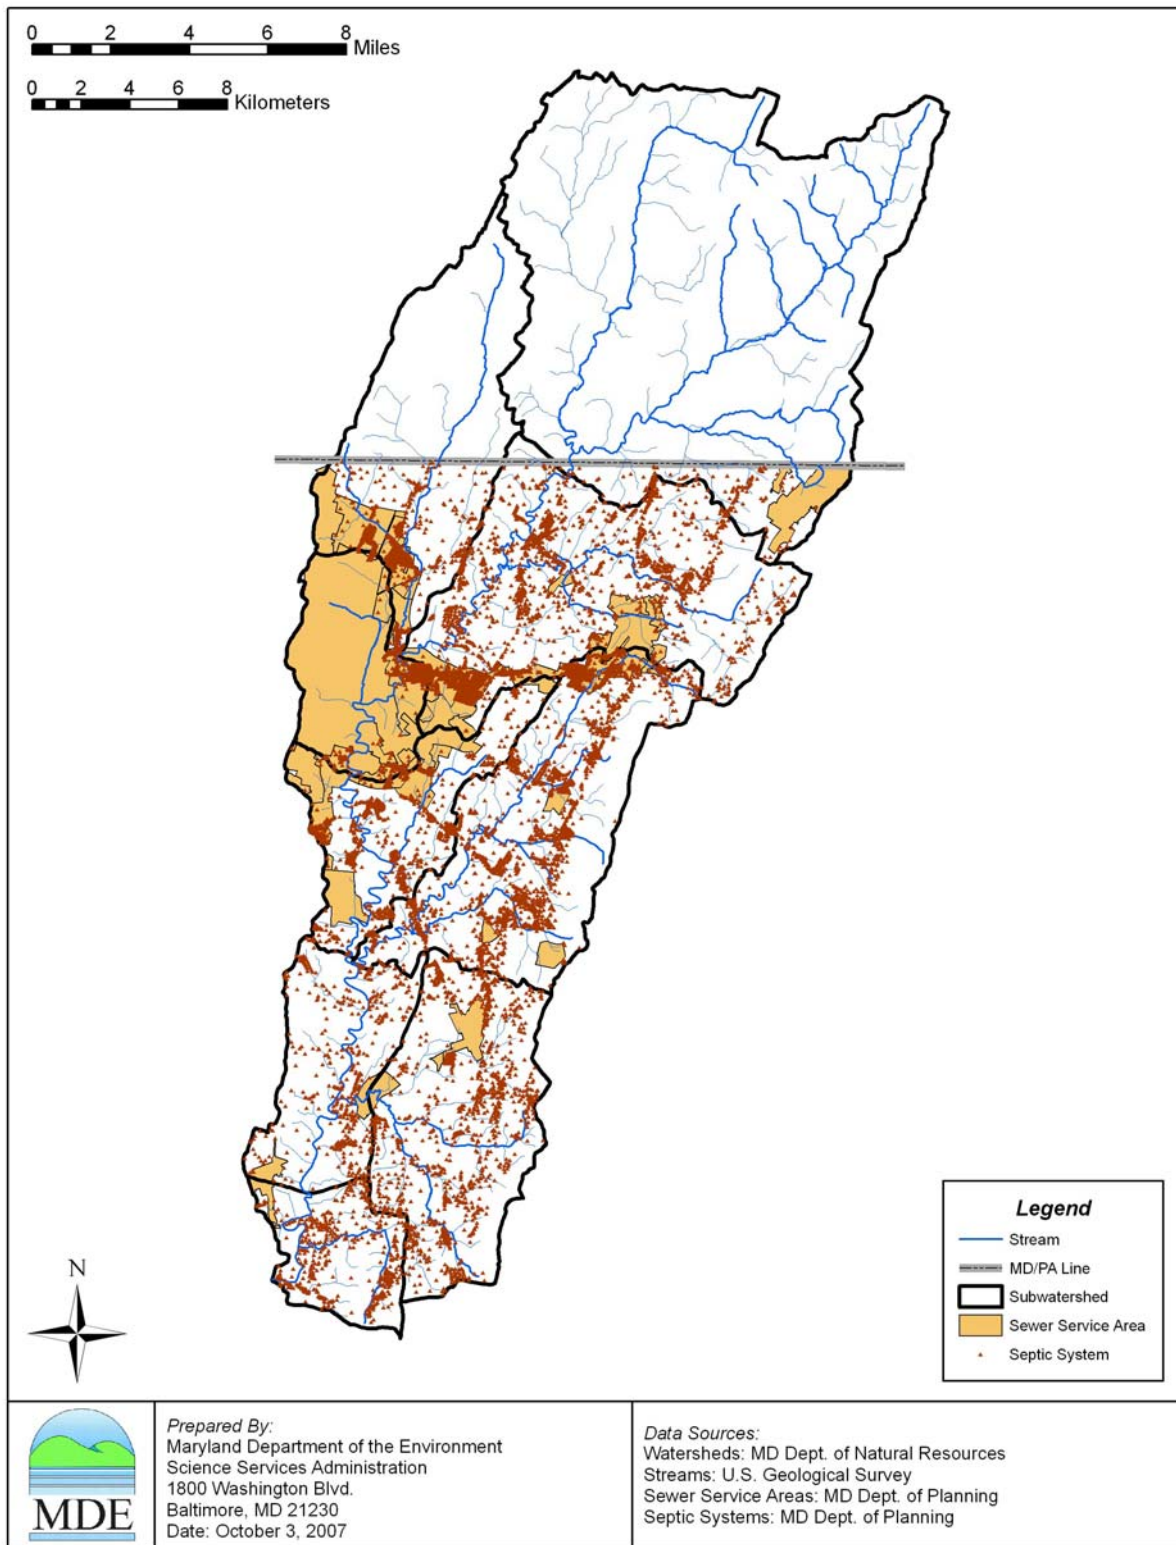 0 2 4 6 8
Miles
0 2 4 6 8
Kilometers
N
Legend
Stream
MD/PA Line
Subwatershed
Sewer Service Area
Septic System
MDE
Prepared By:
Maryland Department of the Environment
Science Services Administration
1800 Washington Blvd.
Baltimore, MD 21230
Date: October 3, 2007
Data Sources:
Watersheds: MD Dept. of Natural Resources
Streams: U.S. Geological Survey
Sewer Service Areas: MD Dept. of Planning
Septic Systems: MD Dept. of Planning